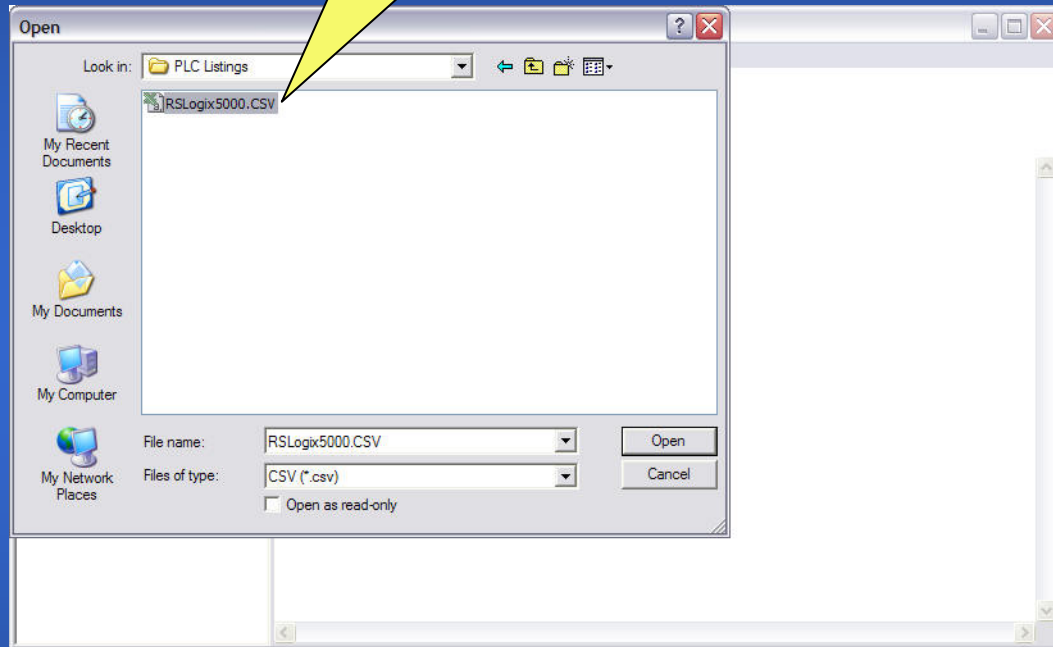 Open
Look in:
PLC Listings
RSLogix5000.CSV
My Recent
Documents
Desktop
My Documents
My Computer
My Network
Places
File name:
RSLogix5000.CSV
Open
Files of type:
CSV (*.csv)
Cancel
Open as read-only